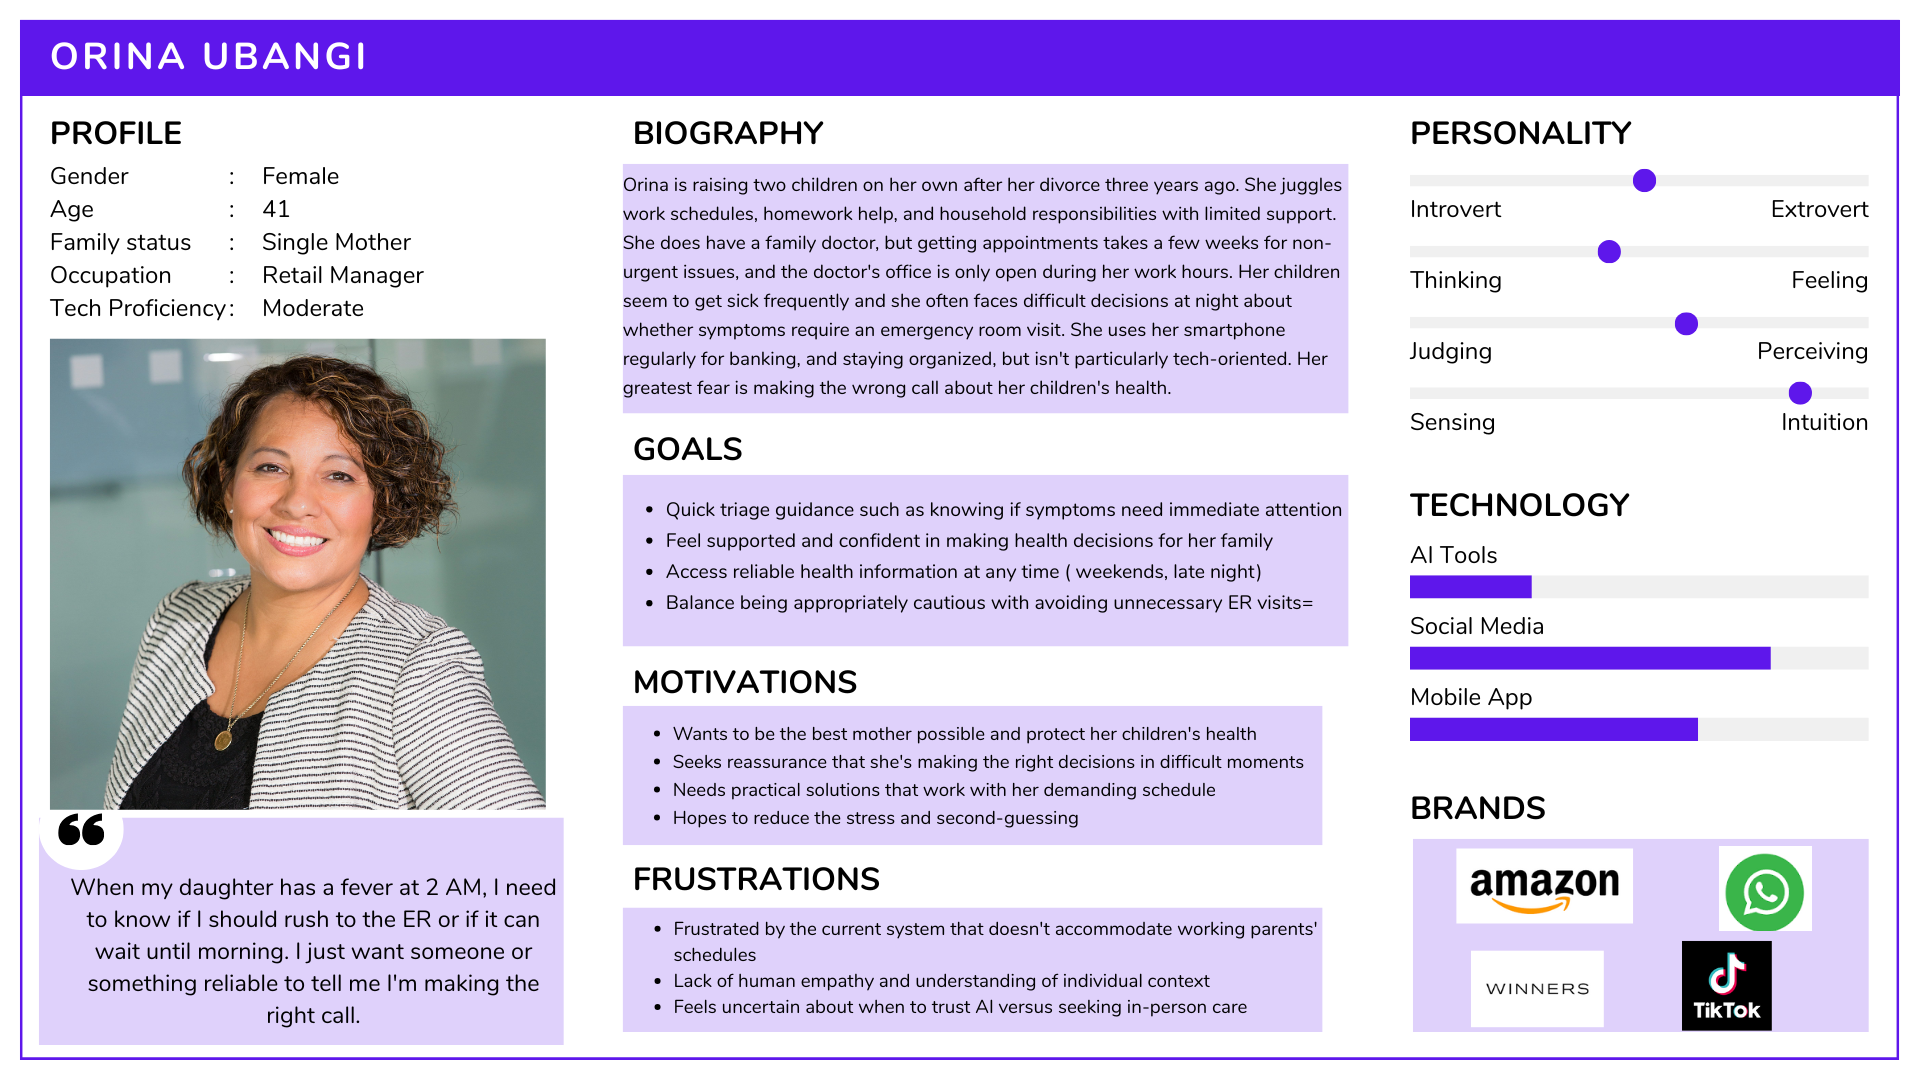 ORINA UBANGI
PROFILE
Gender : Female
Age : 41
Family status : Single Mother
Occupation : Retail Manager
Tech Proficiency : Moderate
When my daughter has a fever at 2 AM, I need
to know if I should rush to the ER or if it can
wait until morning. I just want someone or
something reliable to tell me I'm making the
right call.
BIOGRAPHY
Orina is raising two children on her own after her divorce three years ago. She juggles
work schedules, homework help, and household responsibilities with limited support.
She does have a family doctor, but getting appointments takes a few weeks for non-
urgent issues, and the doctor's office is only open during her work hours. Her children
seem to get sick frequently and she often faces difficult decisions at night about
whether symptoms require an emergency room visit. She uses her smartphone
regularly for banking, and staying organized, but isn't particularly tech-oriented. Her
greatest fear is making the wrong call about her children's health.
GOALS
• Quick triage guidance such as knowing if symptoms need immediate attention
• Feel supported and confident in making health decisions for her family
• Access reliable health information at any time ( weekends, late night)
• Balance being appropriately cautious with avoiding unnecessary ER visits=
MOTIVATIONS
• Wants to be the best mother possible and protect her children's health
• Seeks reassurance that she's making the right decisions in difficult moments
• Needs practical solutions that work with her demanding schedule
• Hopes to reduce the stress and second-guessing
FRUSTRATIONS
• Frustrated by the current system that doesn't accommodate working parents'
schedules
• Lack of human empathy and understanding of individual context
• Feels uncertain about when to trust AI versus seeking in-person care
PERSONALITY
Introvert Extrovert
Thinking Feeling
Judging Perceiving
Sensing Intuition
TECHNOLOGY
AI Tools
Social Media
Mobile App
BRANDS
amazon
WINNERS
TikTok